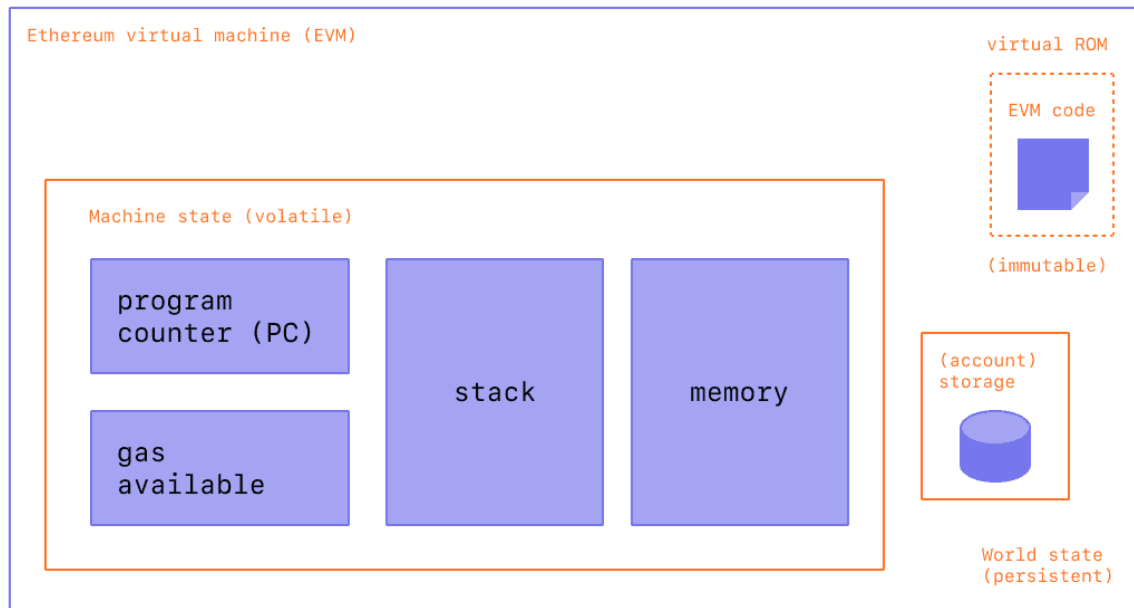 Ethereum virtual machine (EVM)
virtual ROM
EVM code
(immutable)
Machine state (volatile)
program
counter (PC)
gas
available
stack
memory
(account)
storage
World state
(persistent)